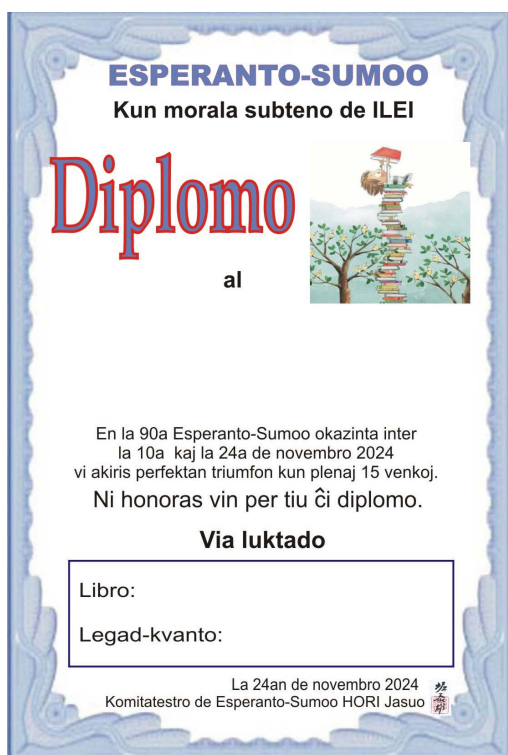 ESPERANTO-SUMOO
Kun morala subteno de ILEI
Diplomo
al
En la 90a Esperanto-Sumoo okazinta inter
la 10a kaj la 24a de novembro 2024
vi akiris perfektan triumfon kun plenaj 15 venkoj.
Ni honoras vin per tiu ĉi diplomo.
Via luktado
Libro:
Legad-kvanto:
La 24an de novembro 2024
Komitatestro de Esperanto-Sumoo HORI Jasuo